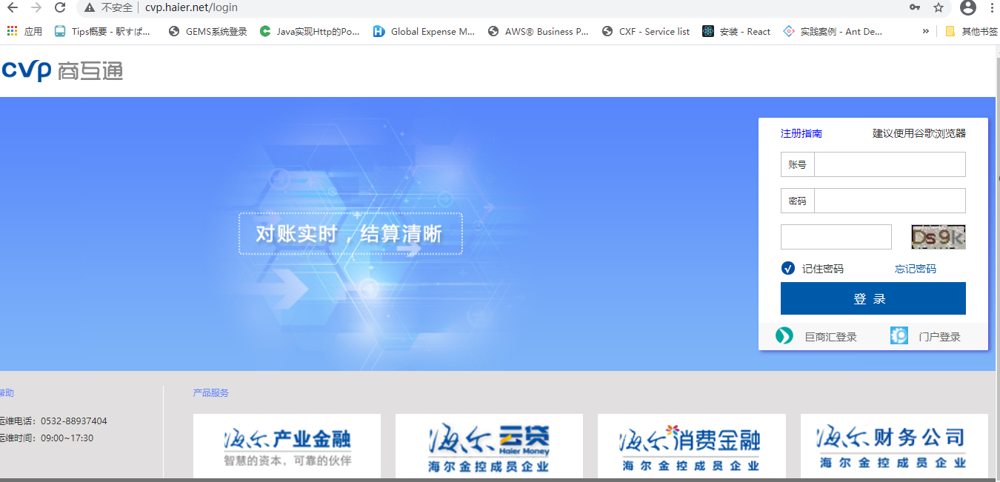 不安全 cvp.haier.net/login
应用 Tips概要 - 駅すぱ... GEMS系统登录 Java实现Http的Po... Global Expense M... AWS® Business P... CXF - Service list 安装 - React 实践案例 - Ant De... » 其他书签
cvp 商互通
注册指南 建议使用谷歌浏览器
账号
密码
Ds9k
记住密码 忘记密码
登 录
巨商汇登录 门户登录
对账实时，结算清晰
帮助
运维电话：0532-88937404
运维时间：09:00~17:30
产品服务
海尔产业金融
智慧的资本，可靠的伙伴
海尔云贷
Haier Money
海尔金控成员企业
海尔消费金融
海尔金控成员企业
海尔财务公司
海尔金控成员企业